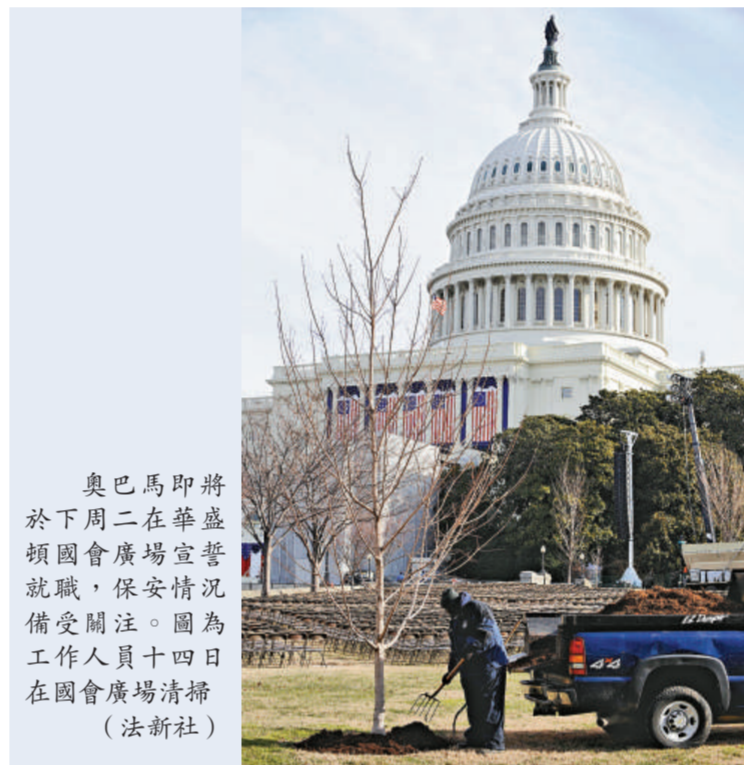 奧巴馬即將
於下周二在華盛
頓國會廣場宣誓
就職，保安情況
備受關注。圖為
工作人員十四日
在國會廣場清掃
（法新社）
4×4